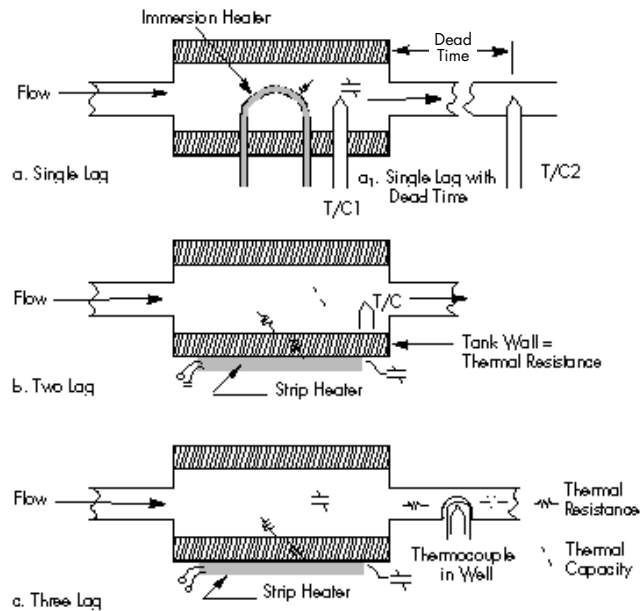 Immersion Heater
Dead
Time
Flow
a. Single Lag
T/C1
a1. Single Lag with
Dead Time
T/C2
Flow
T/C
Tank Wall =
Thermal Resistance
b. Two Lag
Strip Heater
Flow
Thermal
Resistance
Thermocouple
in Well
Thermal
Capacity
c. Three Lag
Strip Heater